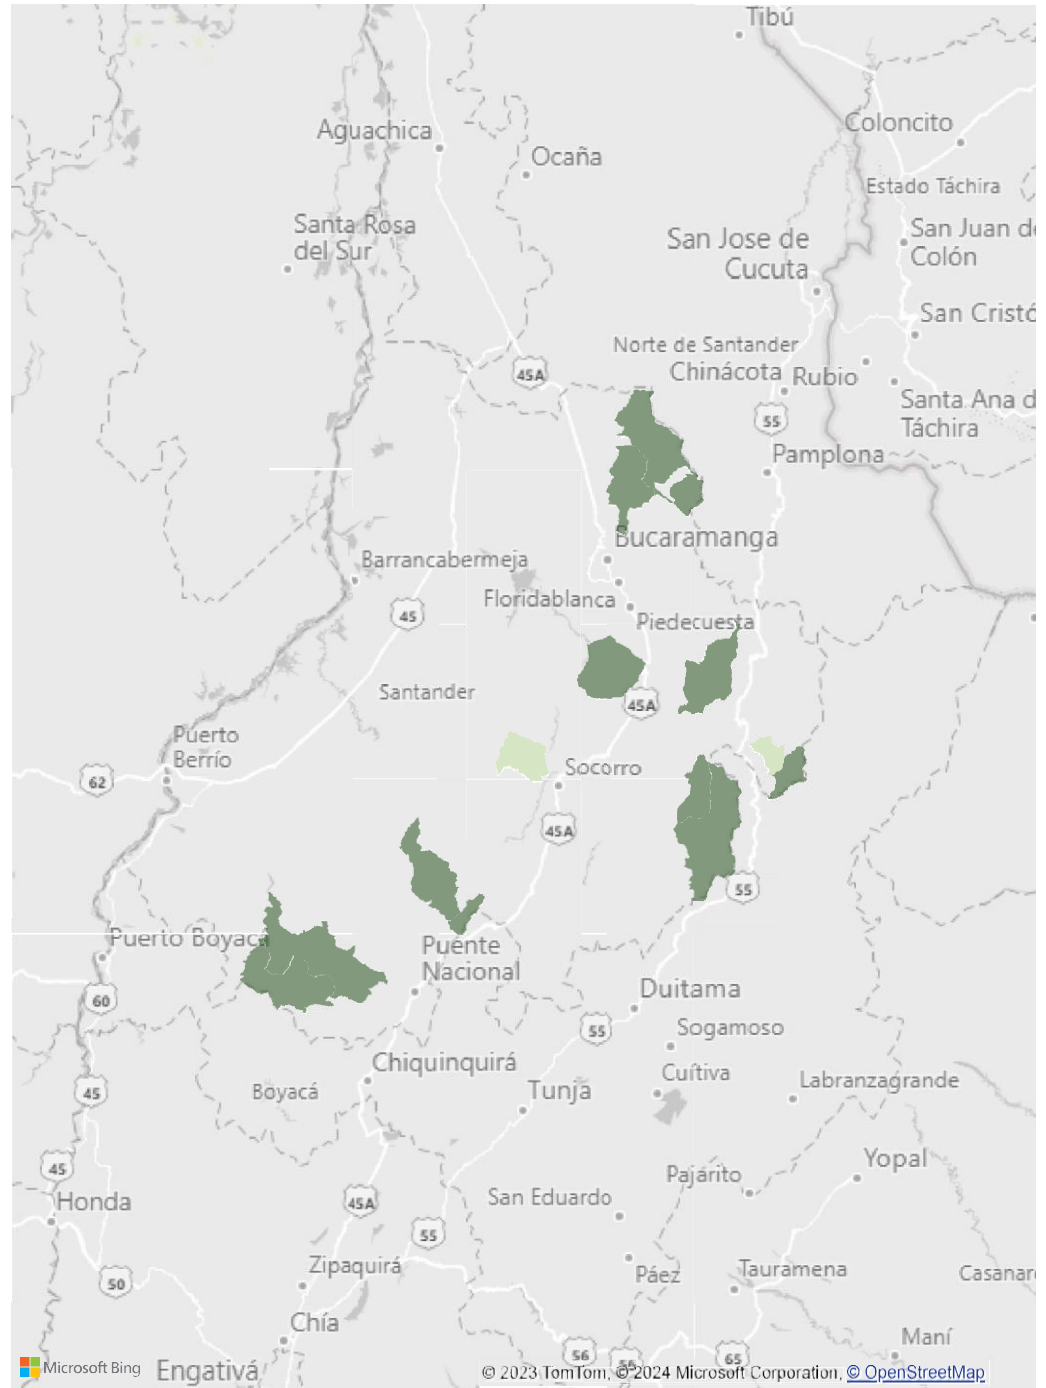 Tibú
Coloncito
Aguachica
Ocaña
Estado Táchira
Santa Rosa
del Sur
San Juan de
Colón
San Jose de
Cucuta
San Cristó
Norte de Santander
45A
Chinácota
Rubio
Santa Ana d
Táchira
55
Pamplona
Bucaramanga
Barrancabermeja
Floridablanca
45
Piedecuesta
Santander
45A
Puerto
Berrío
62
Socorro
45A
55
Puerto Boyacá
Puente
Nacional
60
Duitama
55
Sogamoso
Chiquinquirá
Cuítiva
Labranzagrande
45
Boyacá
Tunja
45
Yopal
Pajárito
Honda
45A
San Eduardo
55
50
Zipaquirá
Páez
Tauramena
Casanar
Chía
Maní
56
65
Microsoft Bing
Engativá
© 2023 TomTom, © 2024 Microsoft Corporation, © OpenStreetMap